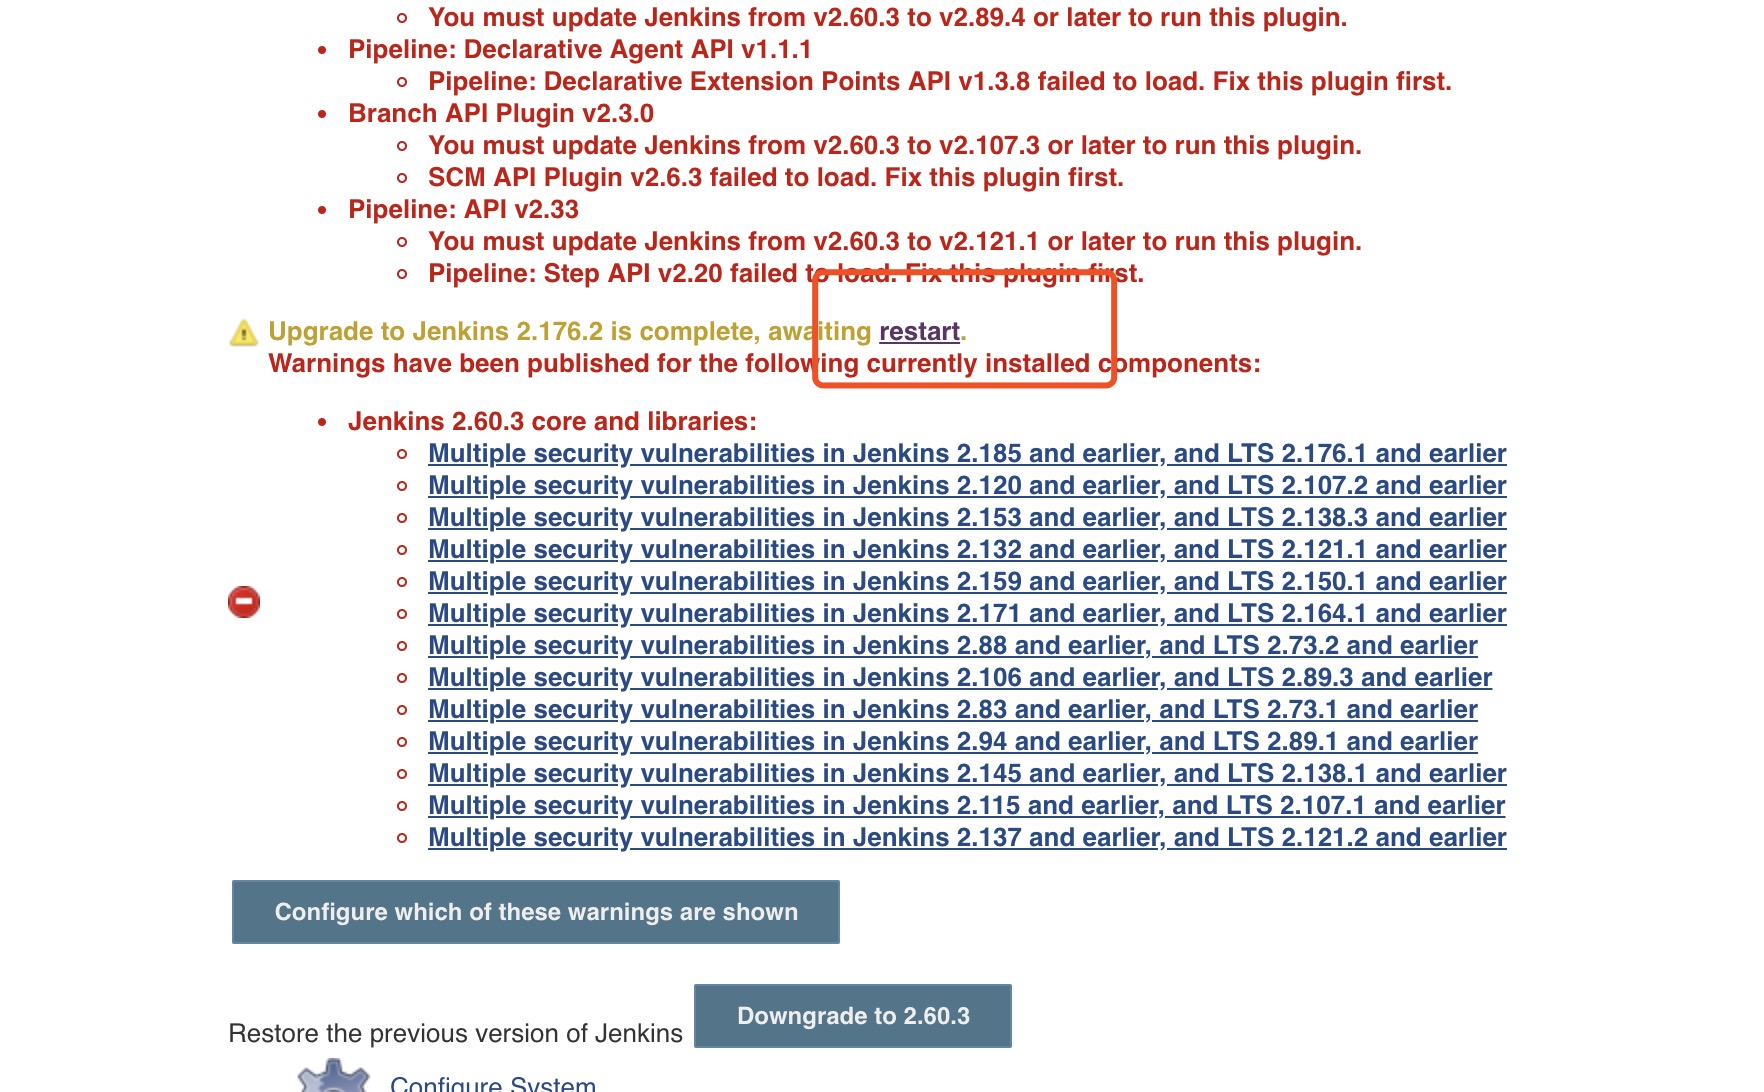 You must update Jenkins from v2.60.3 to v2.89.4 or later to run this plugin.
Pipeline: Declarative Agent API v1.1.1
Pipeline: Declarative Extension Points API v1.3.8 failed to load. Fix this plugin first.
Branch API Plugin v2.3.0
You must update Jenkins from v2.60.3 to v2.107.3 or later to run this plugin.
SCM API Plugin v2.6.3 failed to load. Fix this plugin first.
Pipeline: API v2.33
You must update Jenkins from v2.60.3 to v2.121.1 or later to run this plugin.
Pipeline: Step API v2.20 failed to load. Fix this plugin first.
Upgrade to Jenkins 2.176.2 is complete, awaiting restart.
Warnings have been published for the following currently installed components:
Jenkins 2.60.3 core and libraries:
Multiple security vulnerabilities in Jenkins 2.185 and earlier, and LTS 2.176.1 and earlier
Multiple security vulnerabilities in Jenkins 2.120 and earlier, and LTS 2.107.2 and earlier
Multiple security vulnerabilities in Jenkins 2.153 and earlier, and LTS 2.138.3 and earlier
Multiple security vulnerabilities in Jenkins 2.132 and earlier, and LTS 2.121.1 and earlier
Multiple security vulnerabilities in Jenkins 2.159 and earlier, and LTS 2.150.1 and earlier
Multiple security vulnerabilities in Jenkins 2.171 and earlier, and LTS 2.164.1 and earlier
Multiple security vulnerabilities in Jenkins 2.88 and earlier, and LTS 2.73.2 and earlier
Multiple security vulnerabilities in Jenkins 2.106 and earlier, and LTS 2.89.3 and earlier
Multiple security vulnerabilities in Jenkins 2.83 and earlier, and LTS 2.73.1 and earlier
Multiple security vulnerabilities in Jenkins 2.94 and earlier, and LTS 2.89.1 and earlier
Multiple security vulnerabilities in Jenkins 2.145 and earlier, and LTS 2.138.1 and earlier
Multiple security vulnerabilities in Jenkins 2.115 and earlier, and LTS 2.107.1 and earlier
Multiple security vulnerabilities in Jenkins 2.137 and earlier, and LTS 2.121.2 and earlier
Configure which of these warnings are shown
Restore the previous version of Jenkins Downgrade to 2.60.3
Configure System